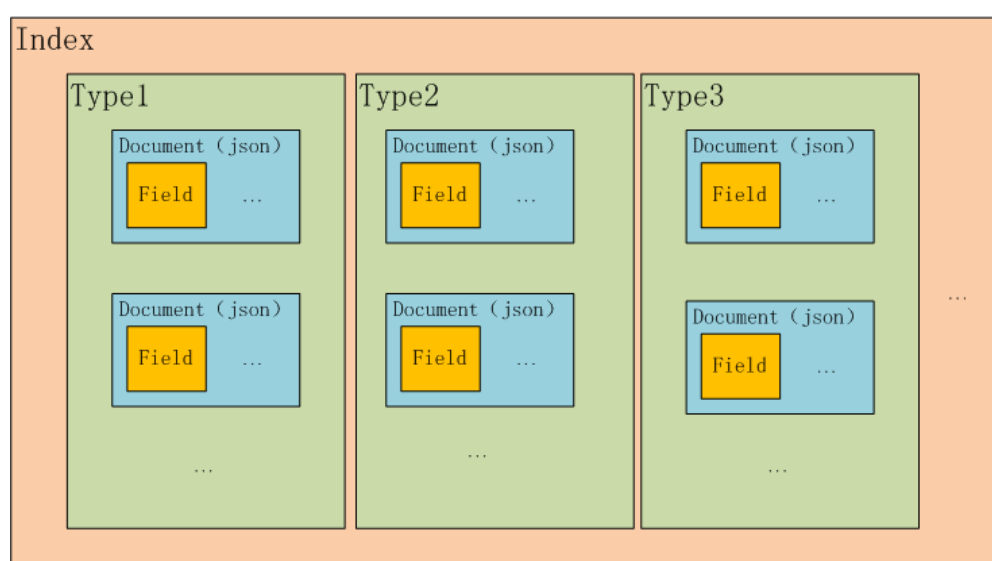 Index
Type1
Type2
Type3
Document (json)
Document (json)
Document (json)
Field ...
Field ...
Field ...
Document (json)
Document (json)
Document (json)
Field ...
Field ...
Field ...
...
...
...
...